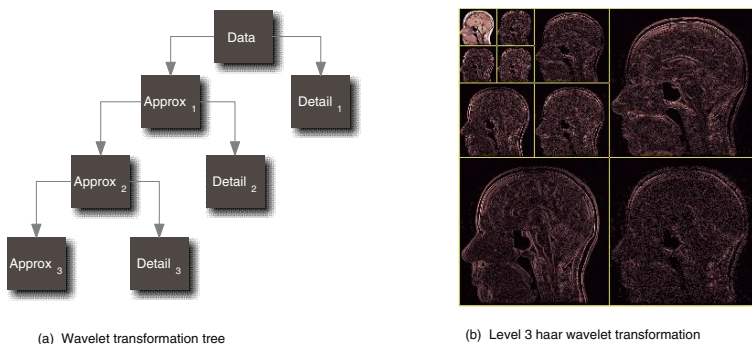 Data
Approx 1
Detail 1
Approx 2
Detail 2
Approx 3
Detail 3
(a) Wavelet transformation tree
(b) Level 3 haar wavelet transformation